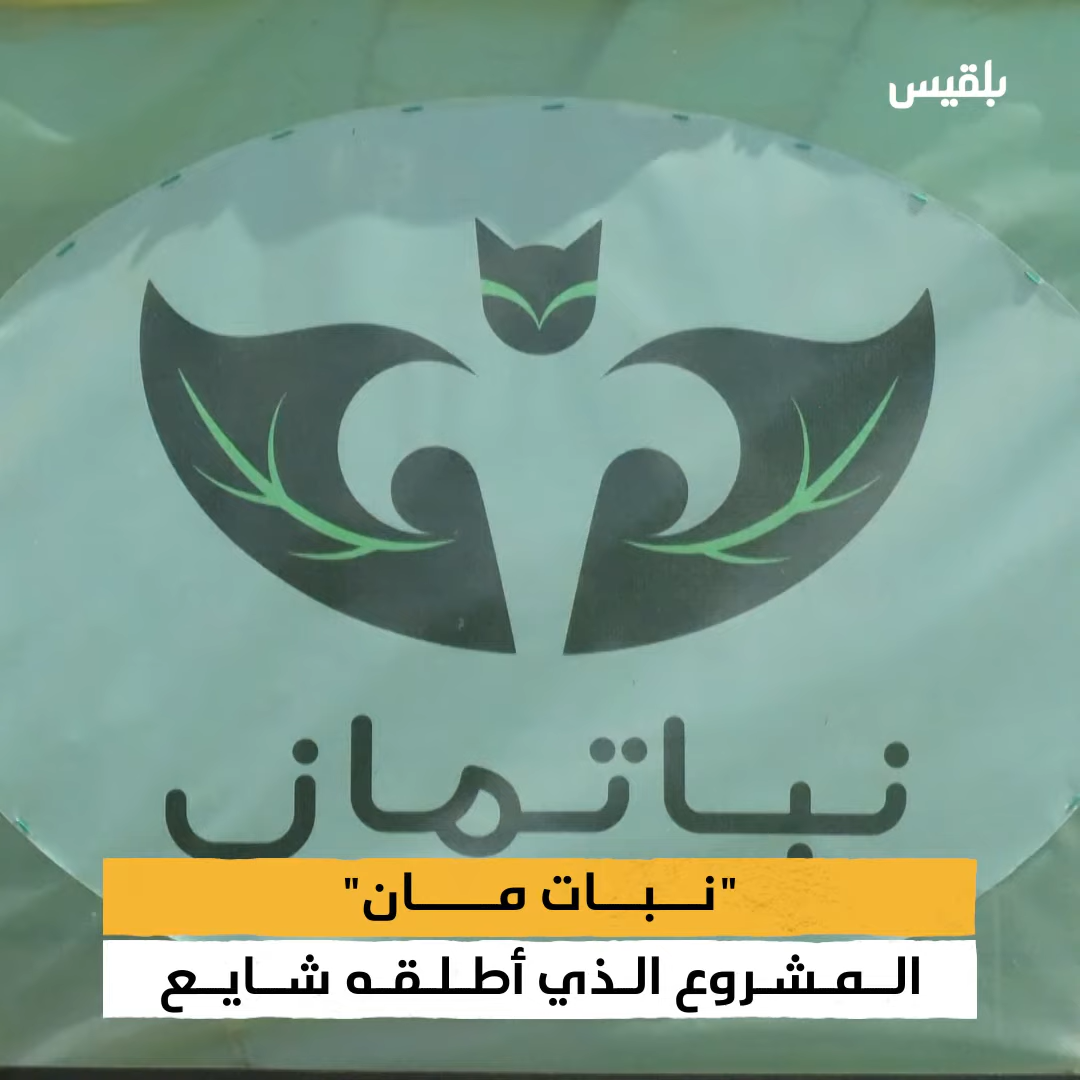 بلقيس
نباتمان
"نبات مان"
المشروع الذي أطلقه شايع